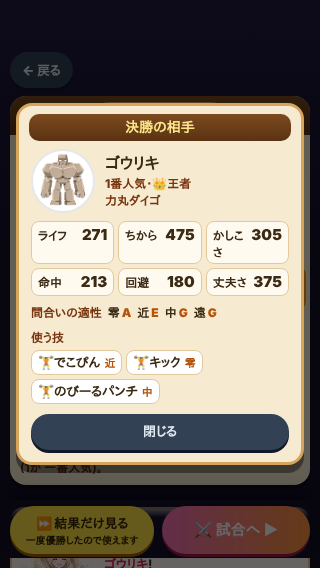 ← 戻る
決勝の相手
ゴウリキ
1番人気・👑王者
力丸ダイゴ
ライフ 271 ちから 475 かしこさ 305
命中 213 回避 180 丈夫さ 375
間合いの適性 零A 近E 中G 遠G
使う技
🏋でこぴん 近 🏋キック 零
🏋のびーるパンチ 中
閉じる
(1が一番人気)。
⏩ 結果だけ見る ⚔ 試合へ ▶
一度優勝したので使えます
ゴウリキ!